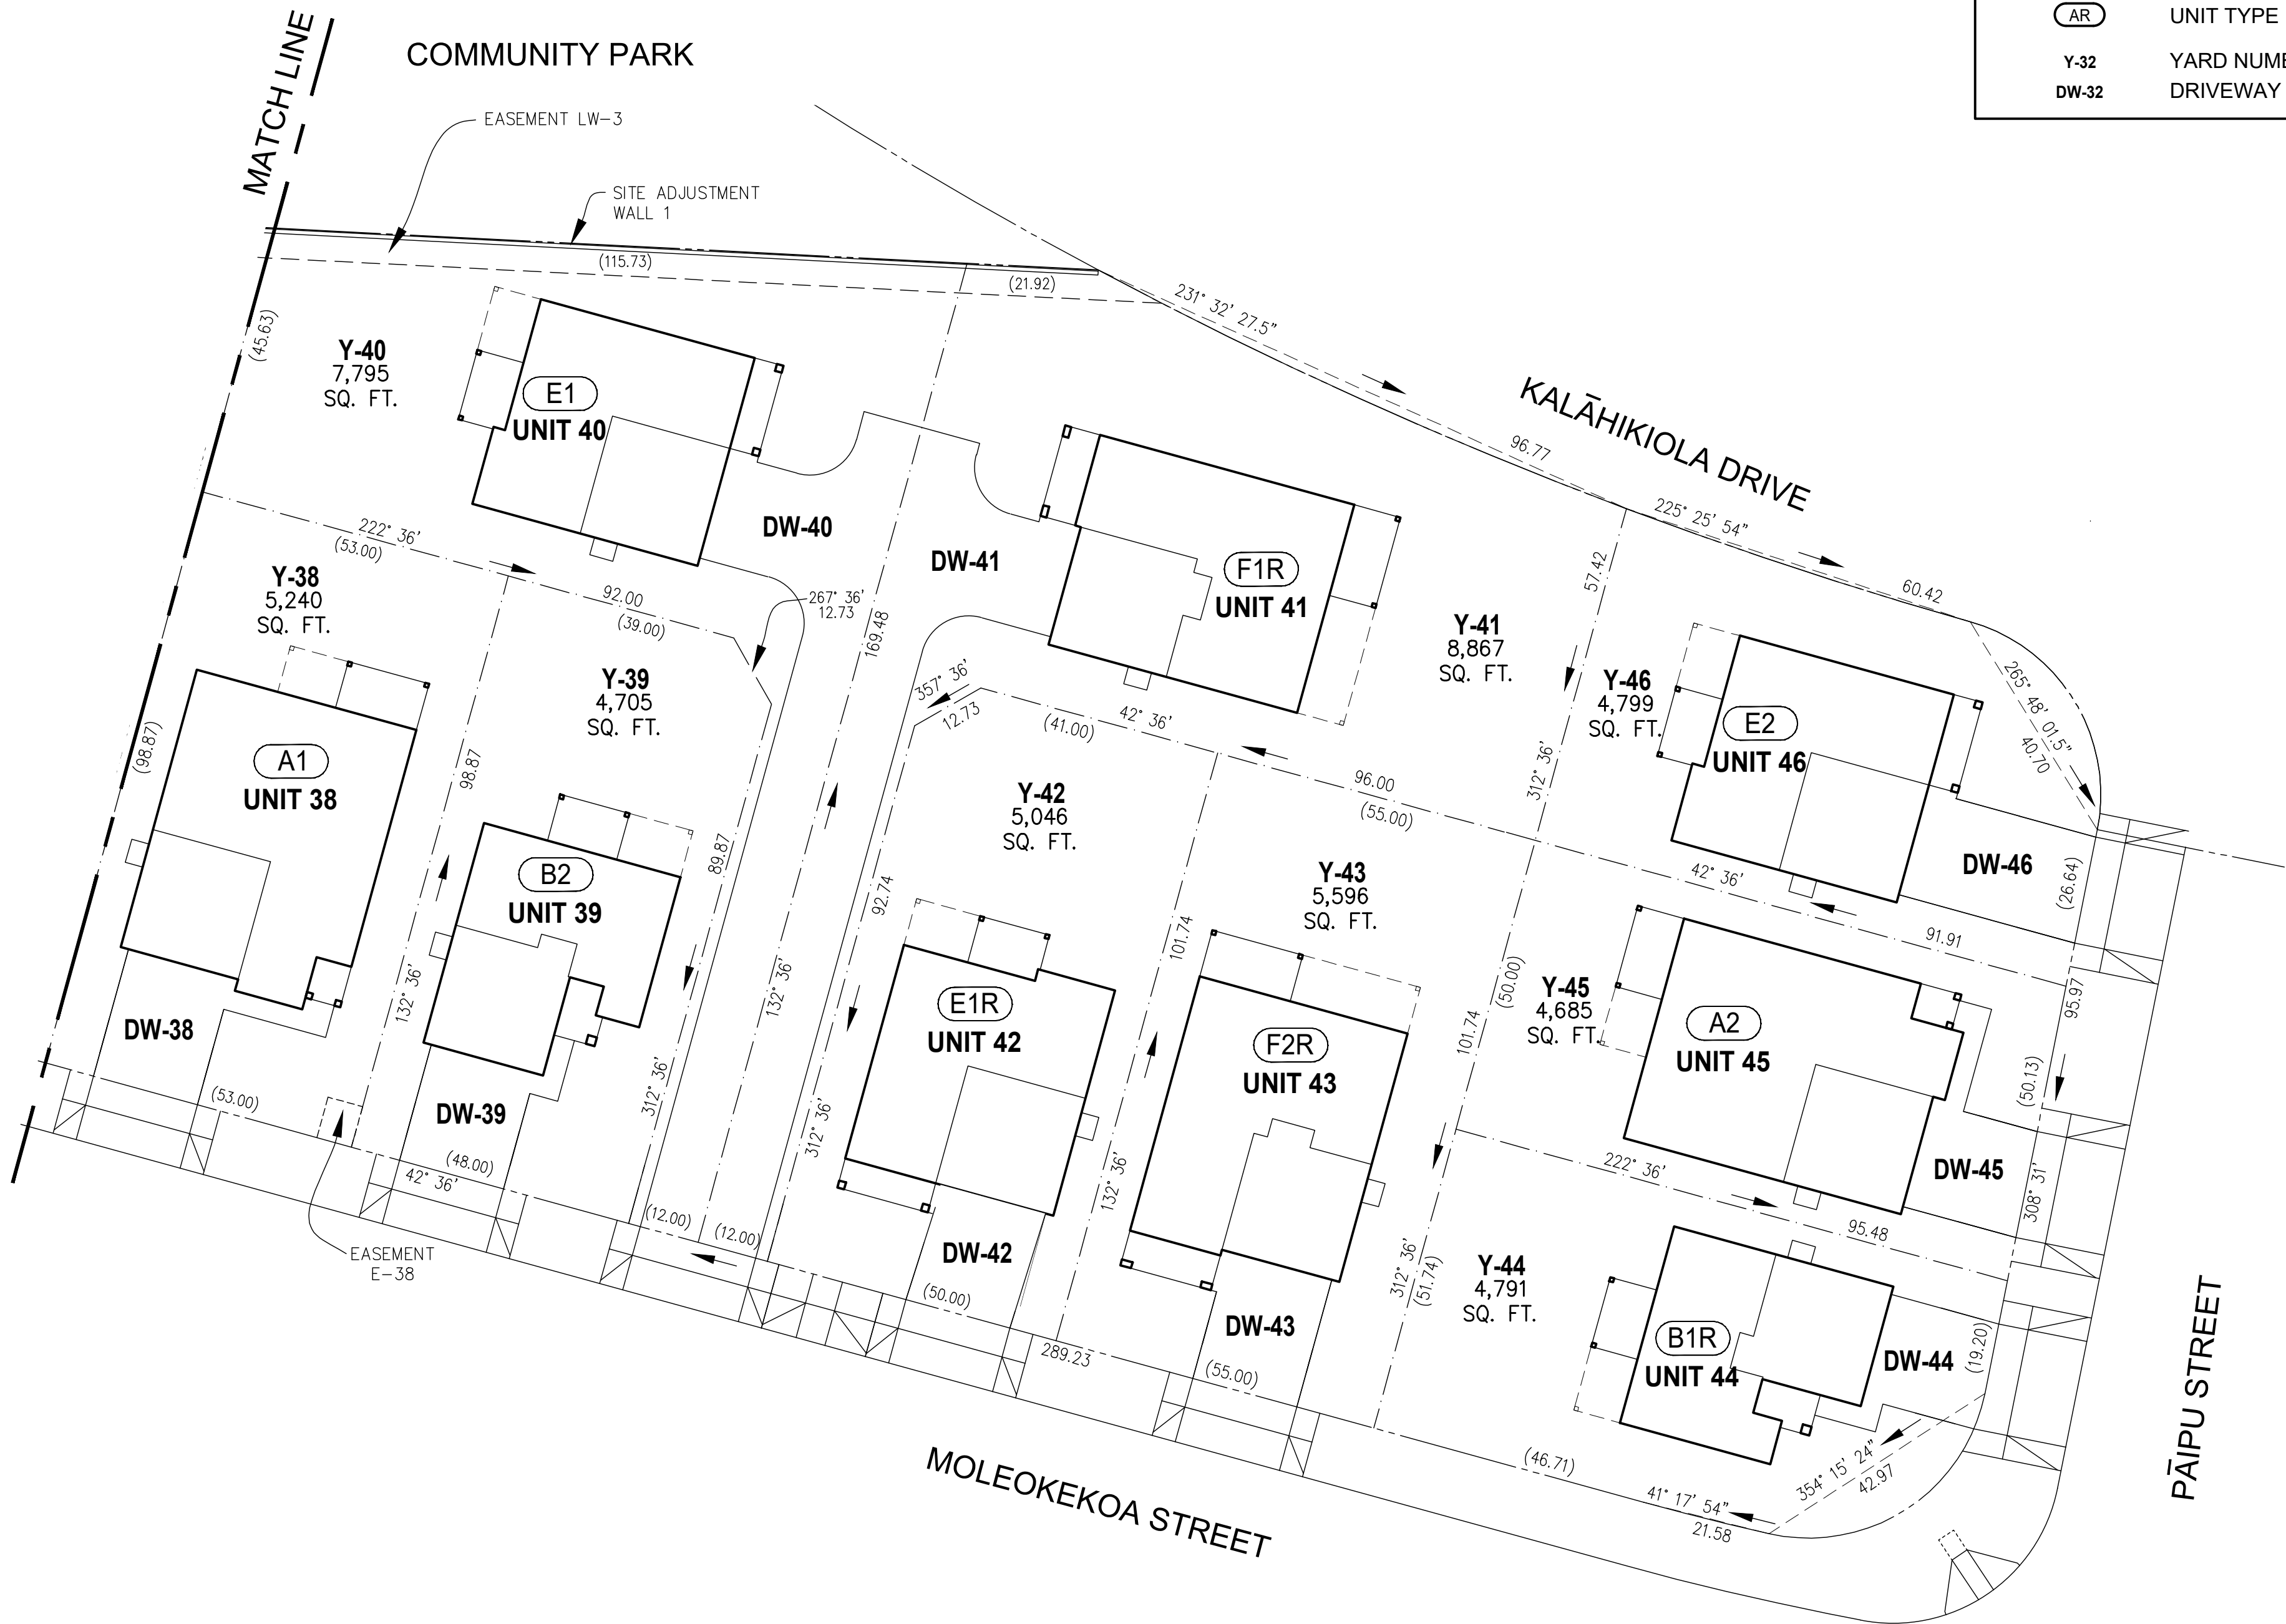 AR UNIT TYPE
Y-32 YARD NUM
DW-32 DRIVEWAY
MATCH LINE
COMMUNITY PARK
EASEMENT LW-3
SITE ADJUSTMENT
WALL 1
(115.73)
(21.92)
(45.63)
231° 32' 27.5"
96.77
KALĀHIKIOLA DRIVE
225° 25' 54"
60.42
265° 48' 01.5"
40.70
Y-40
7,795
SQ. FT.
E1
UNIT 40
DW-40
DW-41
F1R
UNIT 41
Y-41
8,867
SQ. FT.
57.42
312° 36'
Y-46
4,799
SQ. FT.
E2
UNIT 46
DW-46
(26.64)
222° 36'
(53.00)
92.00
(39.00)
267° 36'
12.73
169.48
132° 36'
357° 36'
12.73
(41.00)
42° 36'
96.00
(55.00)
42° 36'
91.91
95.97
Y-38
5,240
SQ. FT.
(98.87)
A1
UNIT 38
DW-38
98.87
132° 36'
Y-39
4,705
SQ. FT.
B2
UNIT 39
DW-39
89.87
312° 36'
92.74
312° 36'
Y-42
5,046
SQ. FT.
E1R
UNIT 42
DW-42
101.74
132° 36'
Y-43
5,596
SQ. FT.
F2R
UNIT 43
DW-43
101.74
(50.00)
312° 36'
(51.74)
Y-45
4,685
SQ. FT.
A2
UNIT 45
DW-45
(50.13)
308° 31'
222° 36'
95.48
Y-44
4,791
SQ. FT.
B1R
UNIT 44
DW-44
(19.20)
354° 15' 24"
42.97
(53.00)
(48.00)
42° 36'
(12.00)
(12.00)
(50.00)
289.23
(55.00)
(46.71)
41° 17' 54"
21.58
EASEMENT
E-38
MOLEOKEKOA STREET
PĀIPU STREET